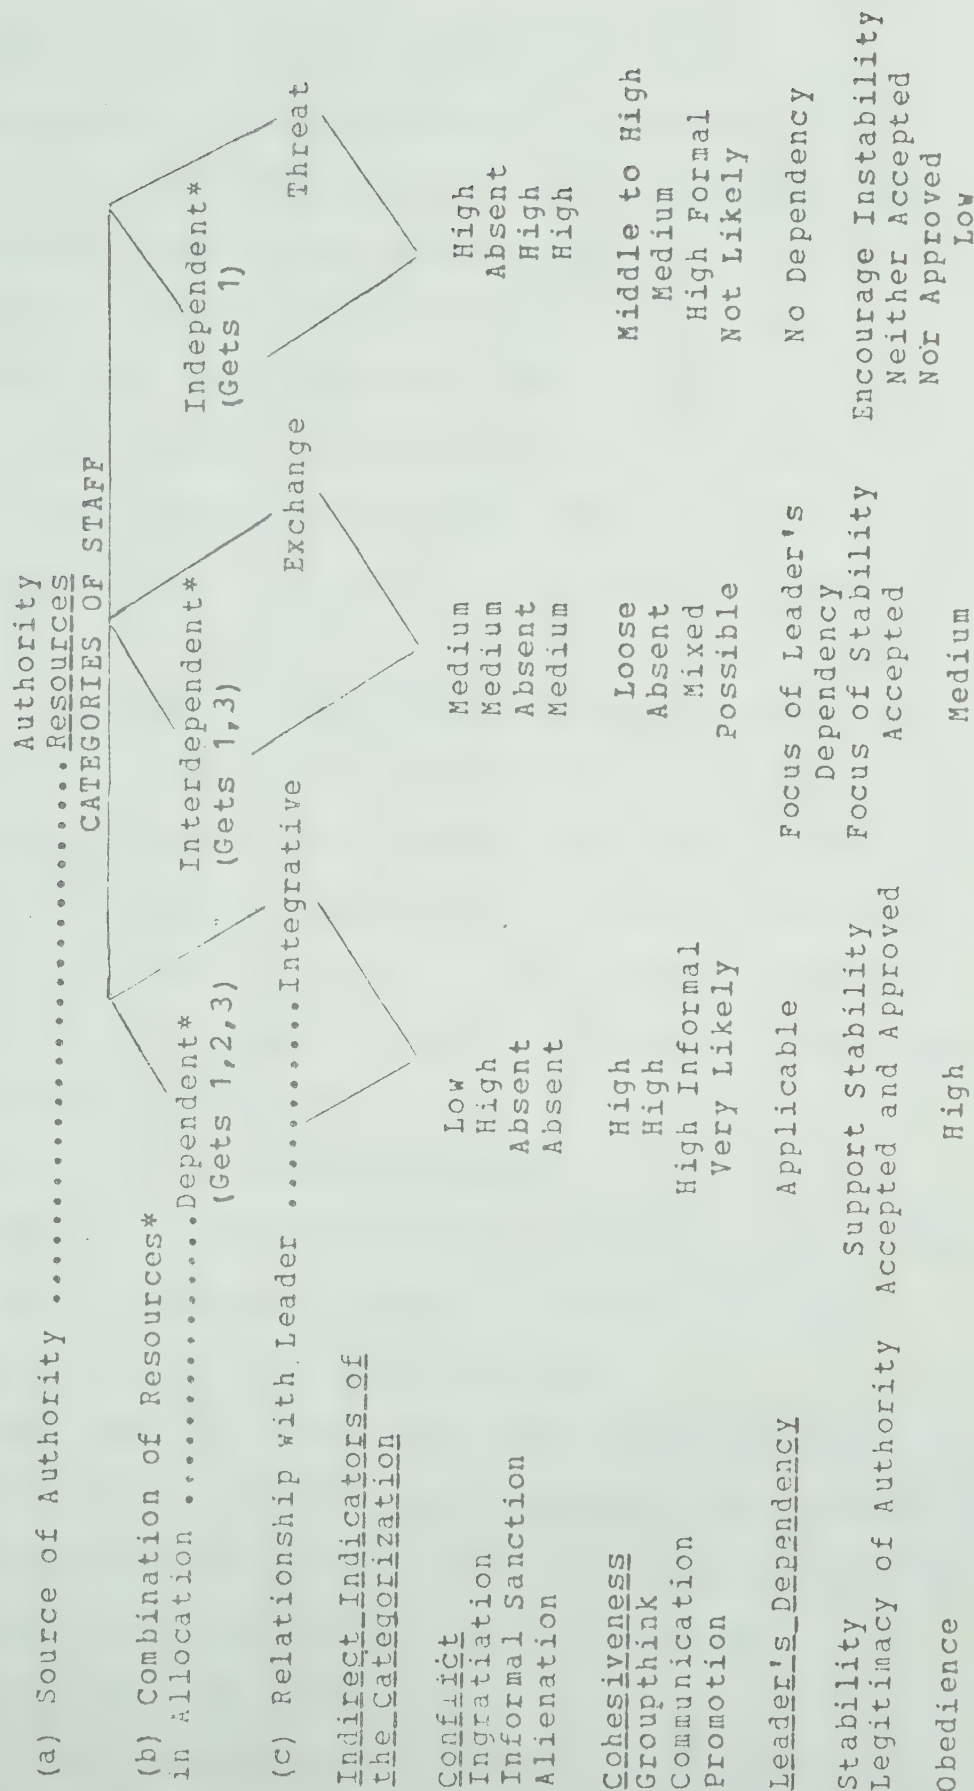 Authority
(a) Source of Authority ........................................ Resources
CATEGORIES OF STAFF
(b) Combination of Resources*
in Allocation ..................Dependent* Interdependent* Independent*
(Gets 1,2,3) (Gets 1,3) (Gets 1)
(c) Relationship with Leader ...............Integrative Exchange Threat
Indirect Indicators of
the Categorization
Conflict Low Medium High
Ingratiation High Medium Absent
Informal Sanction Absent Absent High
Alienation Absent Medium High
Cohesiveness High Loose Middle to High
Groupthink High Absent Medium
Communication High Informal Mixed High Formal
Promotion Very Likely Possible Not Likely
Leader's Dependency Applicable Focus of Leader's No Dependency
Dependency
Stability Support Stability Focus of Stability Encourage Instability
Legitimacy of Authority Accepted and Approved Accepted Neither Accepted
Nor Approved
Obedience High Medium Low